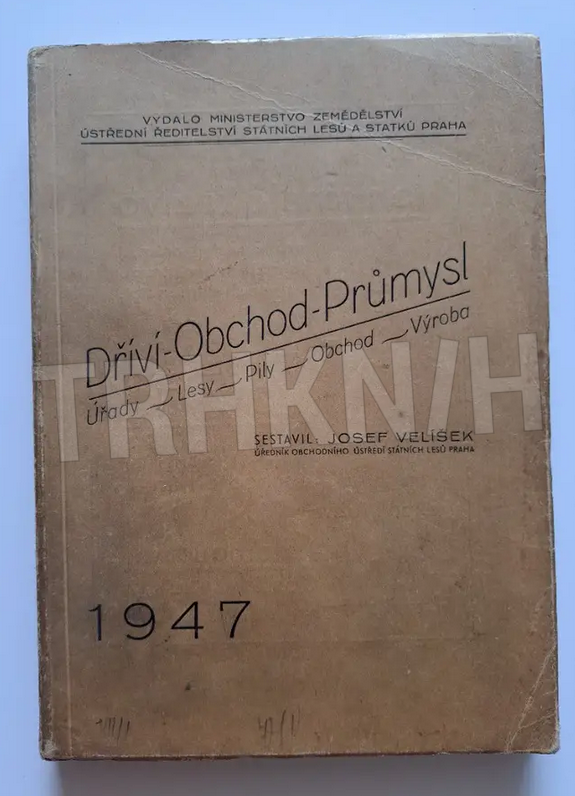 VYDALO MINISTERSTVO ZEMĚDĚLSTVÍ
ÚSTŘEDNÍ ŘEDITELSTVÍ STÁTNÍCH LESŮ A STATKŮ PRAHA
Dříví-Obchod-Průmysl
Úřady — Lesy — Pily — Obchod — Výroba
TRHKNIH
SESTAVIL: JOSEF VELÍŠEK
ÚŘEDNÍK OBCHODNÍHO ÚSTŘEDÍ STÁTNÍCH LESŮ PRAHA
1947